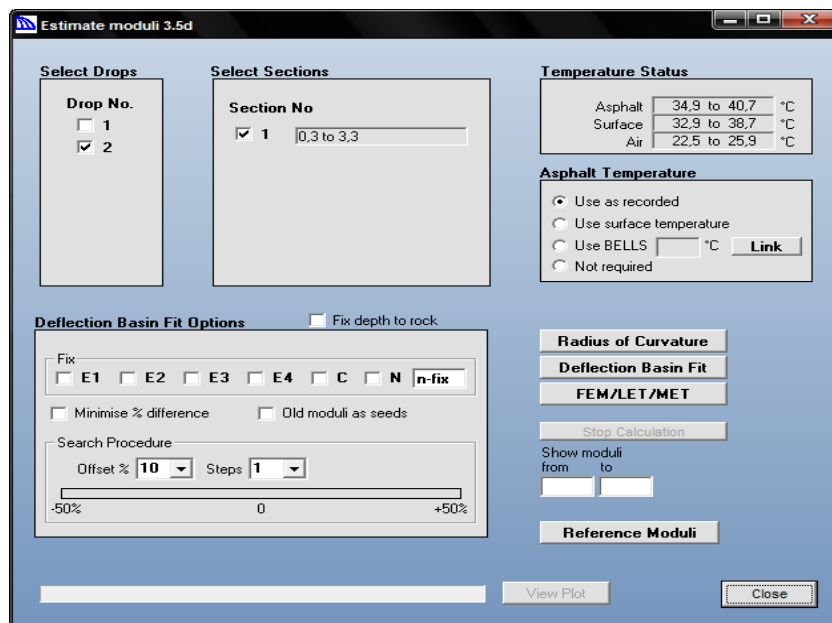 Estimate moduli 3.5d
Select Drops
Drop No.
1
2
Select Sections
Section No
1 0,3 to 3,3
Temperature Status
Asphalt 34,9 to 40,7 °C
Surface 32,9 to 38,7 °C
Air 22,5 to 25,9 °C
Asphalt Temperature
Use as recorded
Use surface temperature
Use BELLS °C Link
Not required
Deflection Basin Fit Options
Fix depth to rock
Fix
E1 E2 E3 E4 C N n-fix
Minimise % difference Old moduli as seeds
Search Procedure
Offset % 10 Steps 1
-50% 0 +50%
Radius of Curvature
Deflection Basin Fit
FEM/LET/MET
Stop Calculation
Show moduli
from to
Reference Moduli
View Plot
Close